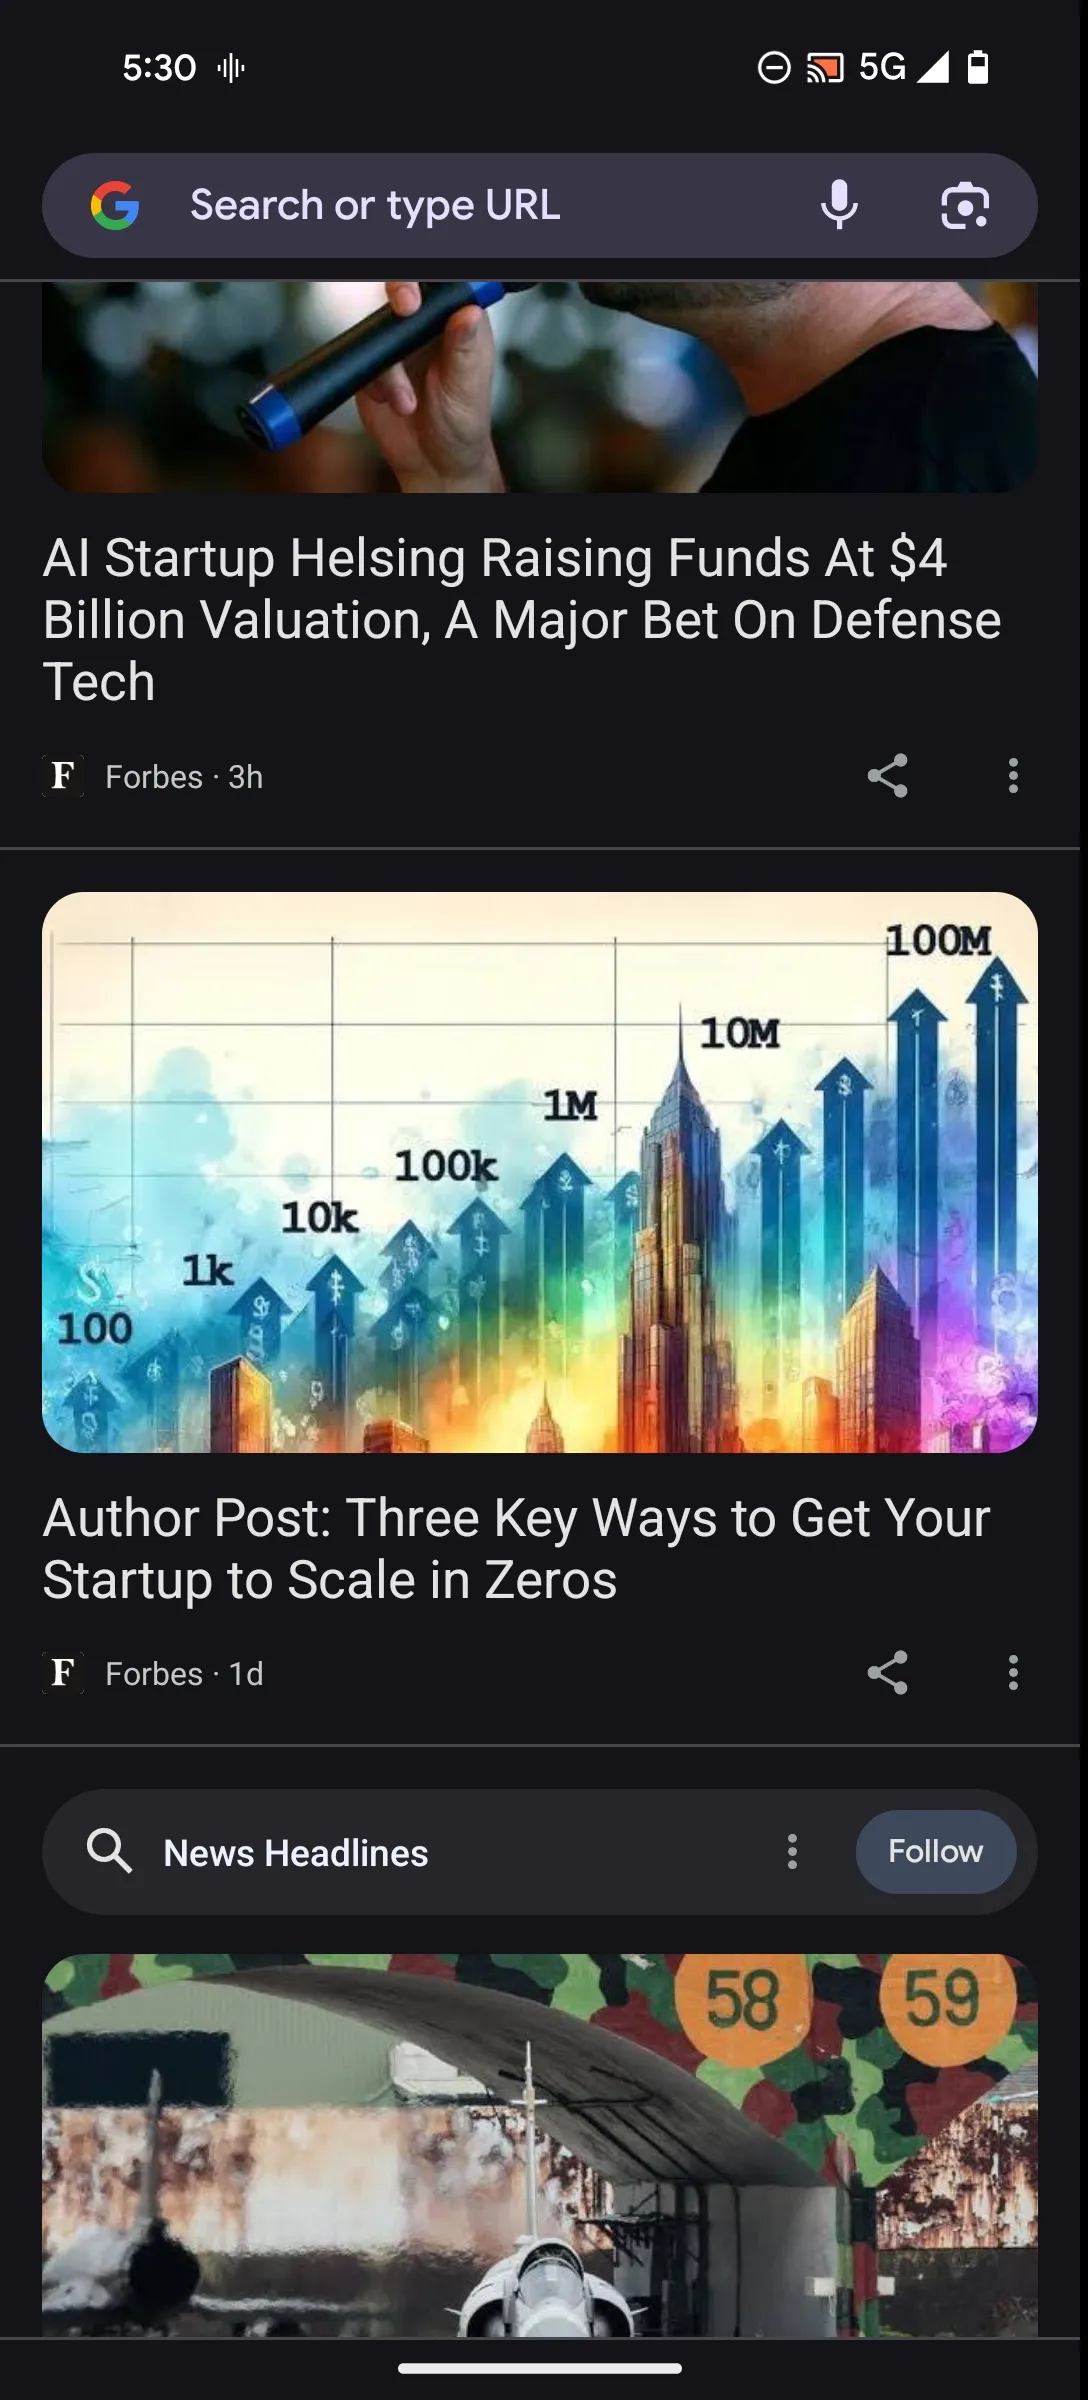 5:30
5G
Search or type URL
AI Startup Helsing Raising Funds At $4
Billion Valuation, A Major Bet On Defense
Tech
F Forbes · 3h
100M
10M
1M
100k
10k
1k
100
Author Post: Three Key Ways to Get Your
Startup to Scale in Zeros
F Forbes · 1d
News Headlines
Follow
58 59